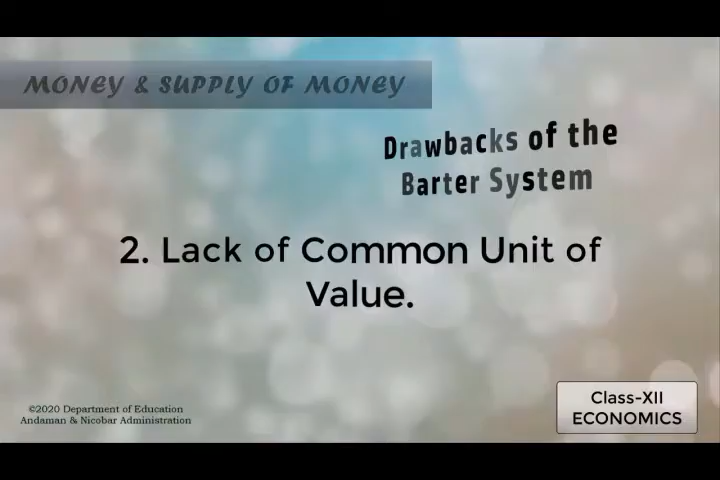 MONEY & SUPPLY OF MONEY
Drawbacks of the
Barter System
2. Lack of Common Unit of
Value.
©2020 Department of Education
Andaman & Nicobar Administration
Class-XII
ECONOMICS